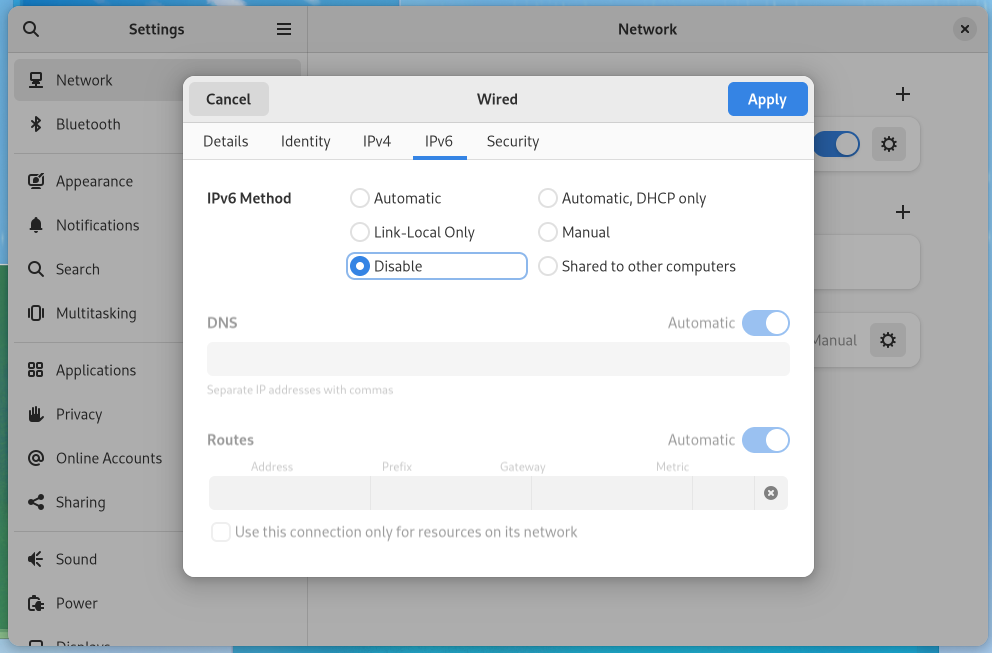 Settings
Network
Network
Bluetooth
Appearance
Notifications
Search
Multitasking
Applications
Privacy
Online Accounts
Sharing
Sound
Power
Displays
Manual
Cancel
Wired
Apply
Details Identity IPv4 IPv6 Security
IPv6 Method
Automatic Automatic, DHCP only
Link-Local Only Manual
Disable Shared to other computers
DNS Automatic
Separate IP addresses with commas
Routes Automatic
Address Prefix Gateway Metric
Use this connection only for resources on its network